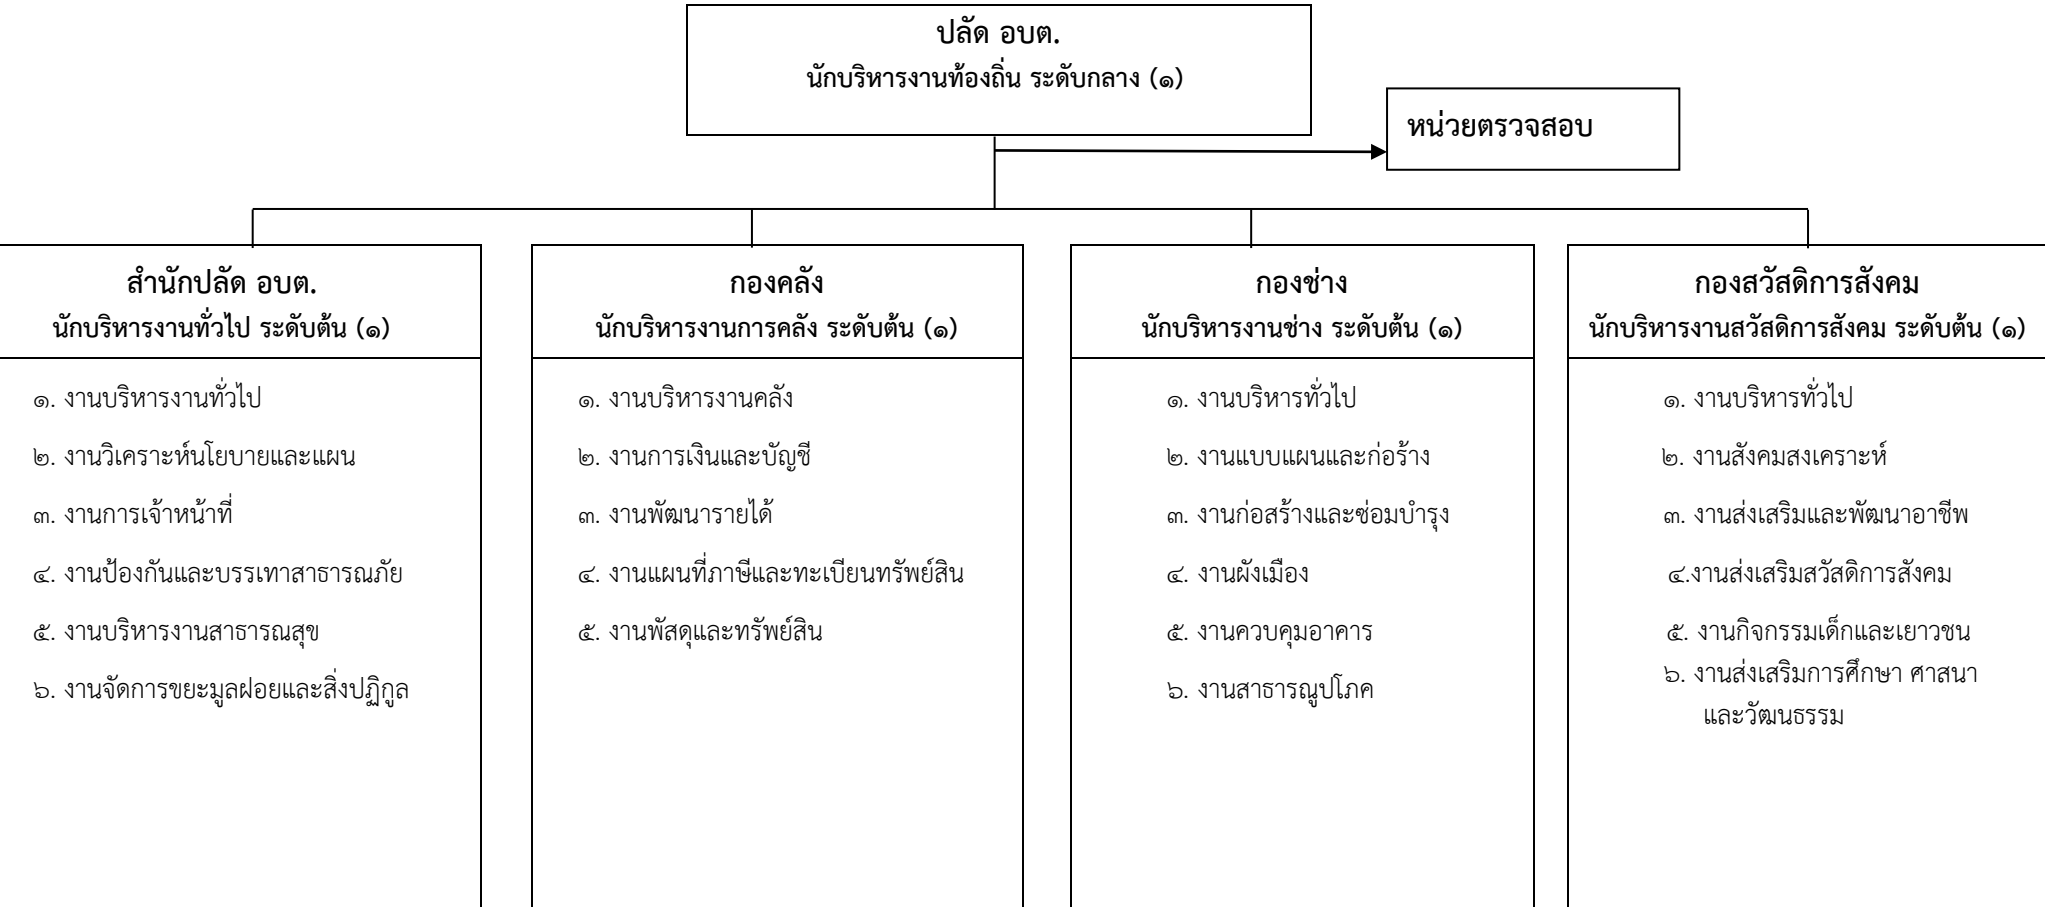 ปลัด อบต.
นักบริหารงานท้องถิ่น ระดับกลาง (๑)
หน่วยตรวจสอบ
สำนักปลัด อบต.
นักบริหารงานทั่วไป ระดับต้น (๑)
๑. งานบริหารงานทั่วไป
๒. งานวิเคราะห์นโยบายและแผน
๓. งานการเจ้าหน้าที่
๔. งานป้องกันและบรรเทาสาธารณภัย
๕. งานบริหารงานสาธารณสุข
๖. งานจัดการขยะมูลฝอยและสิ่งปฏิกูล
กองคลัง
นักบริหารงานการคลัง ระดับต้น (๑)
๑. งานบริหารงานคลัง
๒. งานการเงินและบัญชี
๓. งานพัฒนารายได้
๔. งานแผนที่ภาษีและทะเบียนทรัพย์สิน
๕. งานพัสดุและทรัพย์สิน
กองช่าง
นักบริหารงานช่าง ระดับต้น (๑)
๑. งานบริหารทั่วไป
๒. งานแบบแผนและก่อร้าง
๓. งานก่อสร้างและซ่อมบำรุง
๔. งานผังเมือง
๕. งานควบคุมอาคาร
๖. งานสาธารณูปโภค
กองสวัสดิการสังคม
นักบริหารงานสวัสดิการสังคม ระดับต้น (๑)
๑. งานบริหารทั่วไป
๒. งานสังคมสงเคราะห์
๓. งานส่งเสริมและพัฒนาอาชีพ
๔.งานส่งเสริมสวัสดิการสังคม
๕. งานกิจกรรมเด็กและเยาวชน
๖. งานส่งเสริมการศึกษา ศาสนา
และวัฒนธรรม